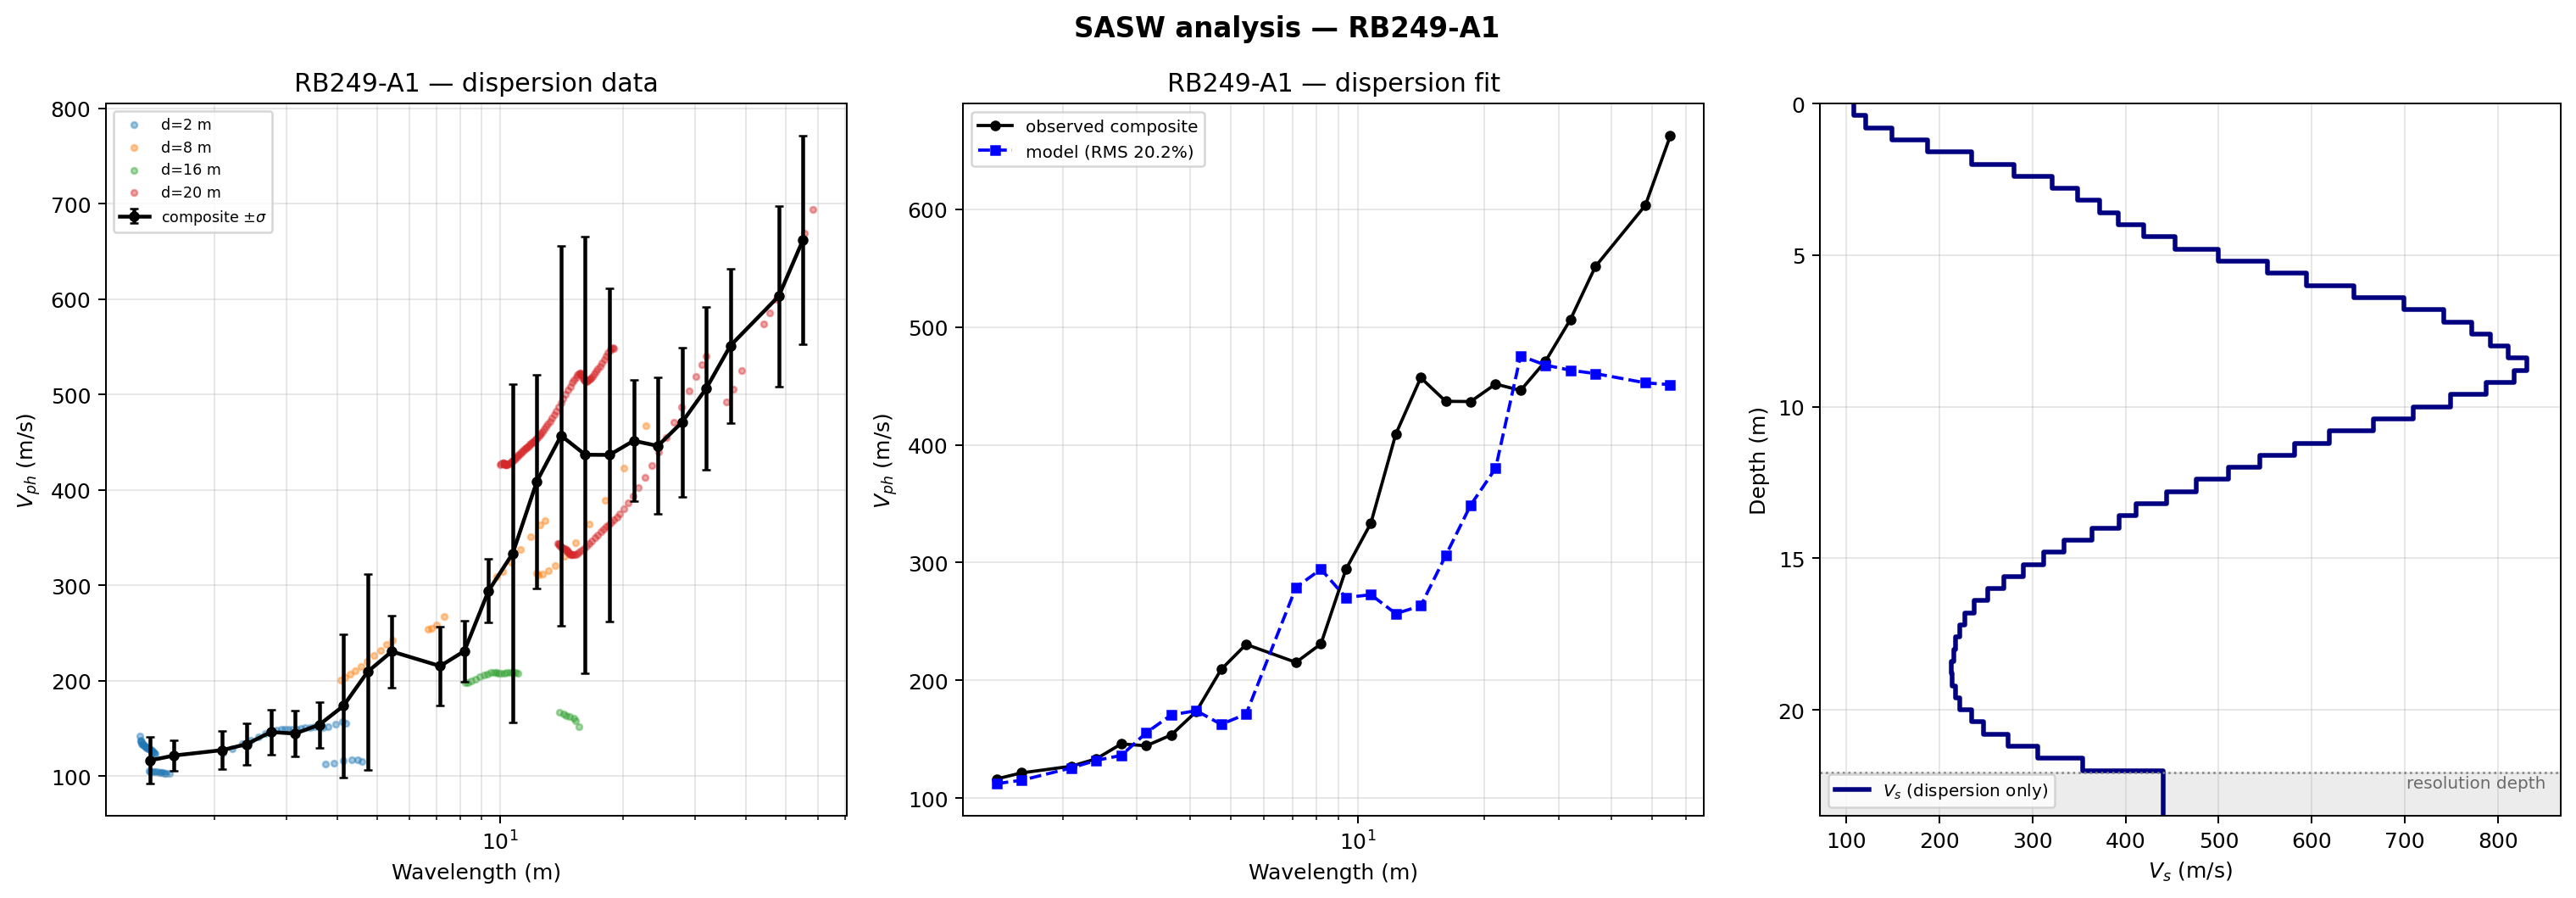 SASW analysis — RB249-A1
RB249-A1 — dispersion data
800
700
600
500
400
300
200
100
V_ph (m/s)
d=2 m
d=8 m
d=16 m
d=20 m
composite ±σ
10^1
Wavelength (m)
RB249-A1 — dispersion fit
600
500
400
300
200
100
V_ph (m/s)
observed composite
model (RMS 20.2%)
10^1
Wavelength (m)
0
5
10
15
20
Depth (m)
resolution depth
V_s (dispersion only)
100 200 300 400 500 600 700 800
V_s (m/s)